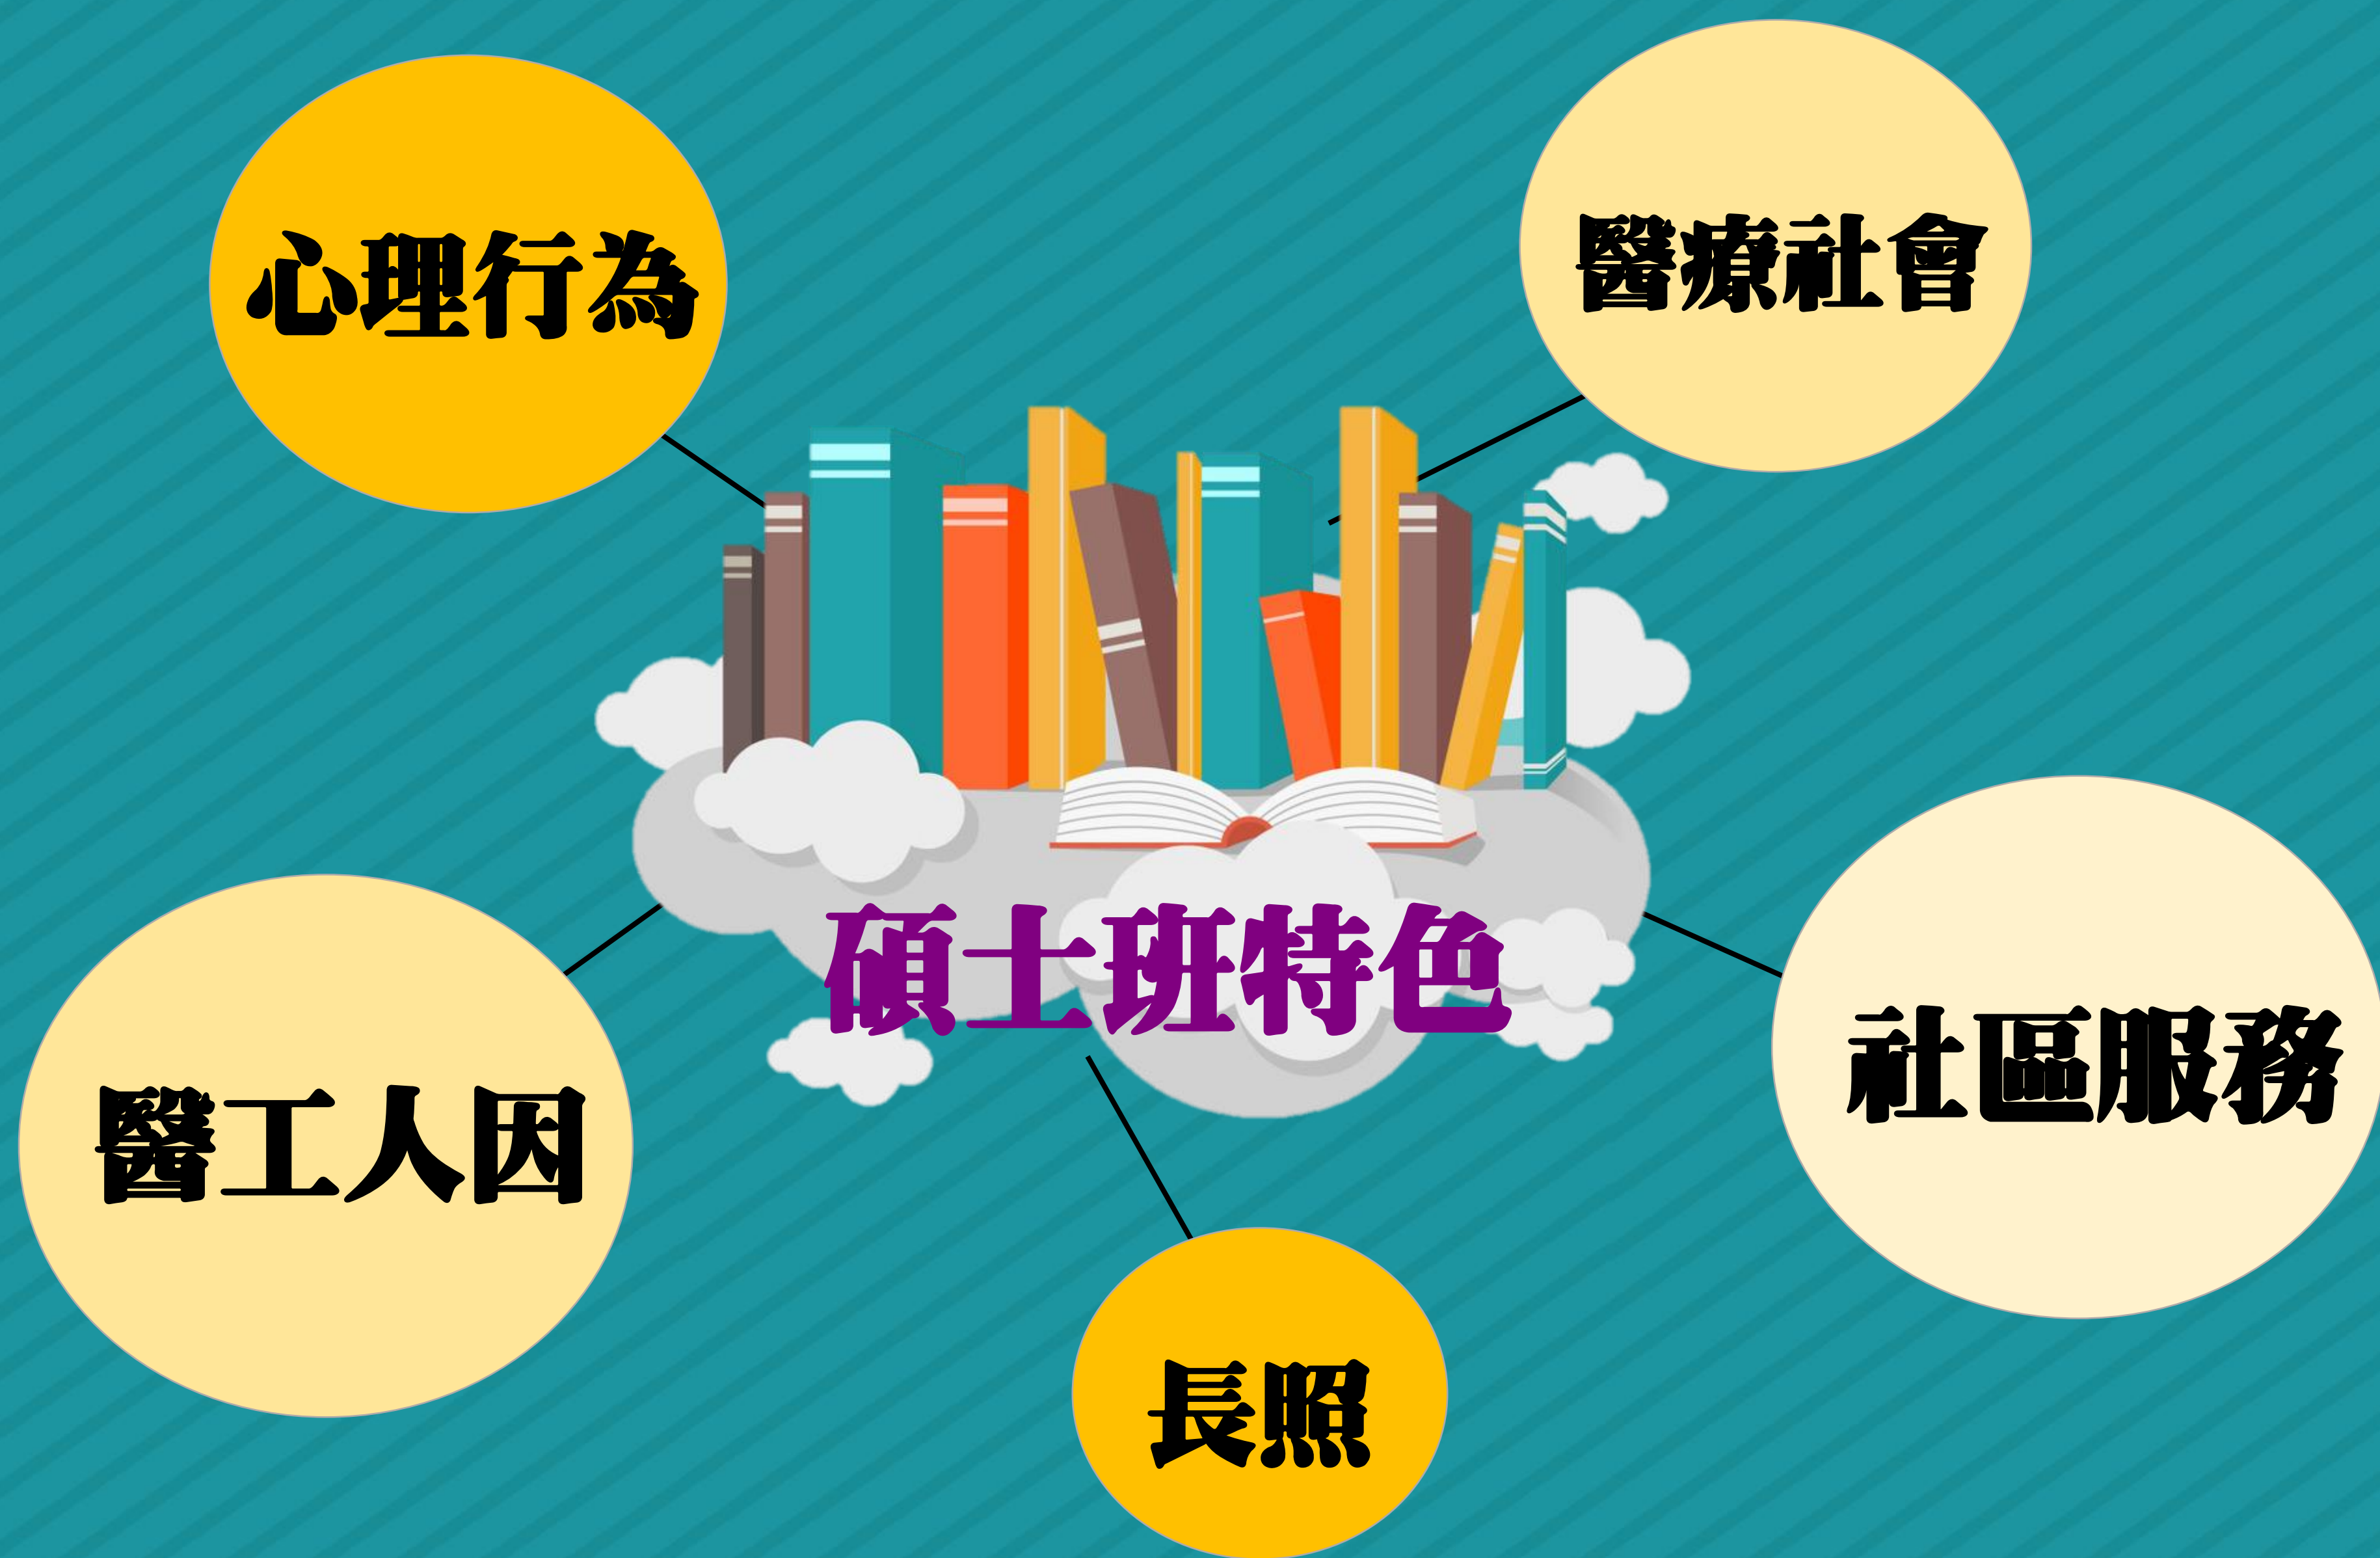 心理行為
醫療社會
碩士班特色
社區服務
醫工人因
長照